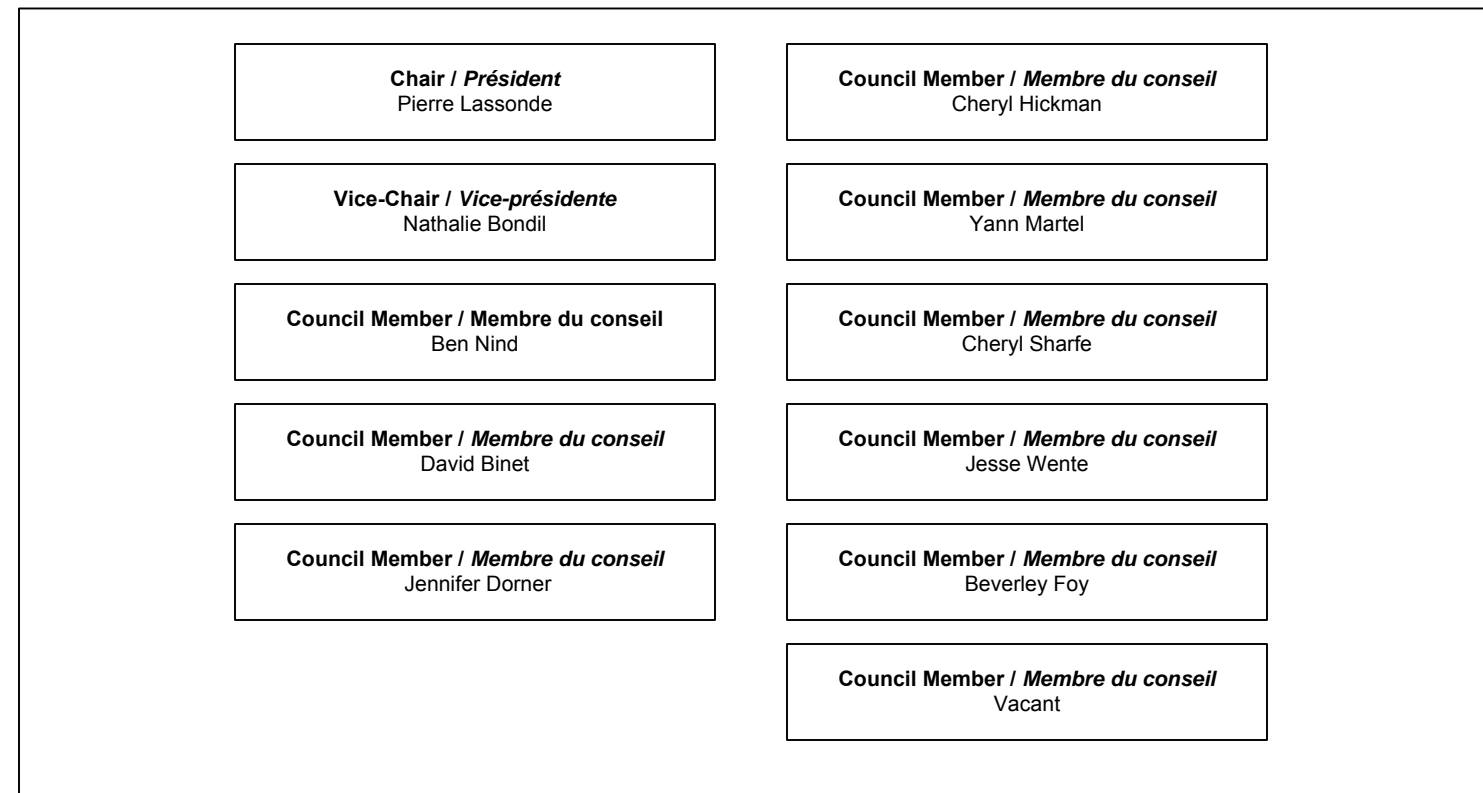 Chair / Président
Pierre Lassonde
Vice-Chair / Vice-présidente
Nathalie Bondil
Council Member / Membre du conseil
Ben Nind
Council Member / Membre du conseil
David Binet
Council Member / Membre du conseil
Jennifer Dorner
Council Member / Membre du conseil
Cheryl Hickman
Council Member / Membre du conseil
Yann Martel
Council Member / Membre du conseil
Cheryl Sharfe
Council Member / Membre du conseil
Jesse Wente
Council Member / Membre du conseil
Beverley Foy
Council Member / Membre du conseil
Vacant